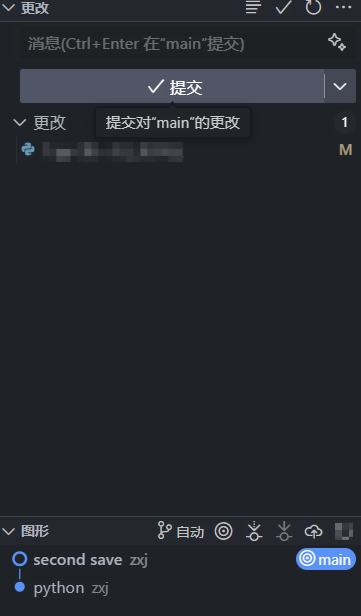 更改
消息(Ctrl+Enter 在“main”提交)
提交
提交对“main”的更改
更改 1
M
图形 自动
second save zxj main
python zxj